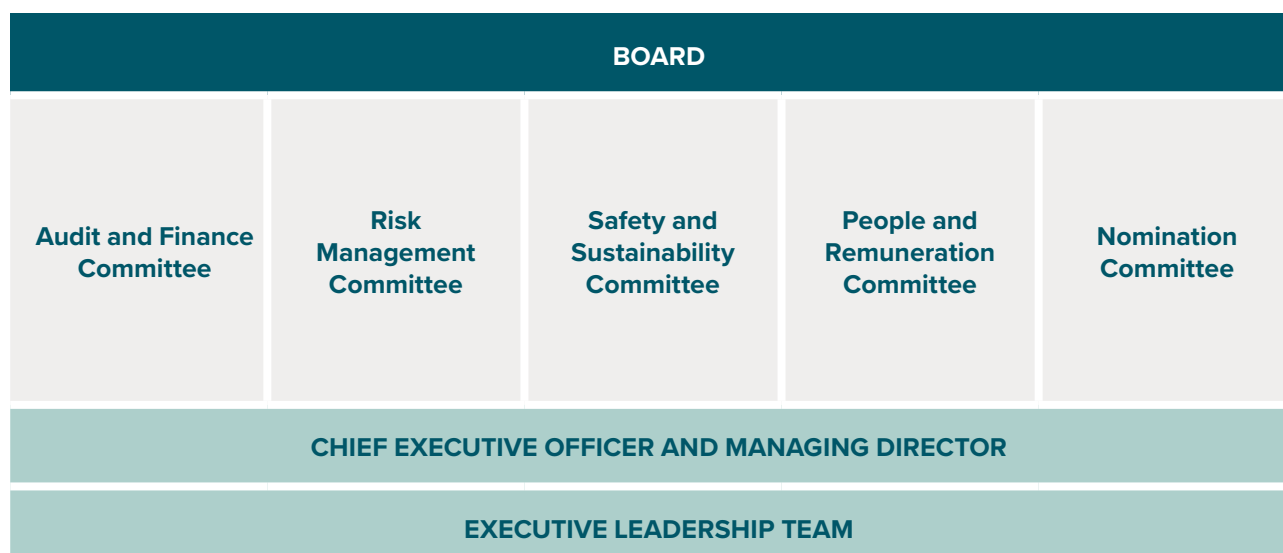 BOARD
Audit and Finance
Committee
Risk
Management
Committee
Safety and
Sustainability
Committee
People and
Remuneration
Committee
Nomination
Committee
CHIEF EXECUTIVE OFFICER AND MANAGING DIRECTOR
EXECUTIVE LEADERSHIP TEAM